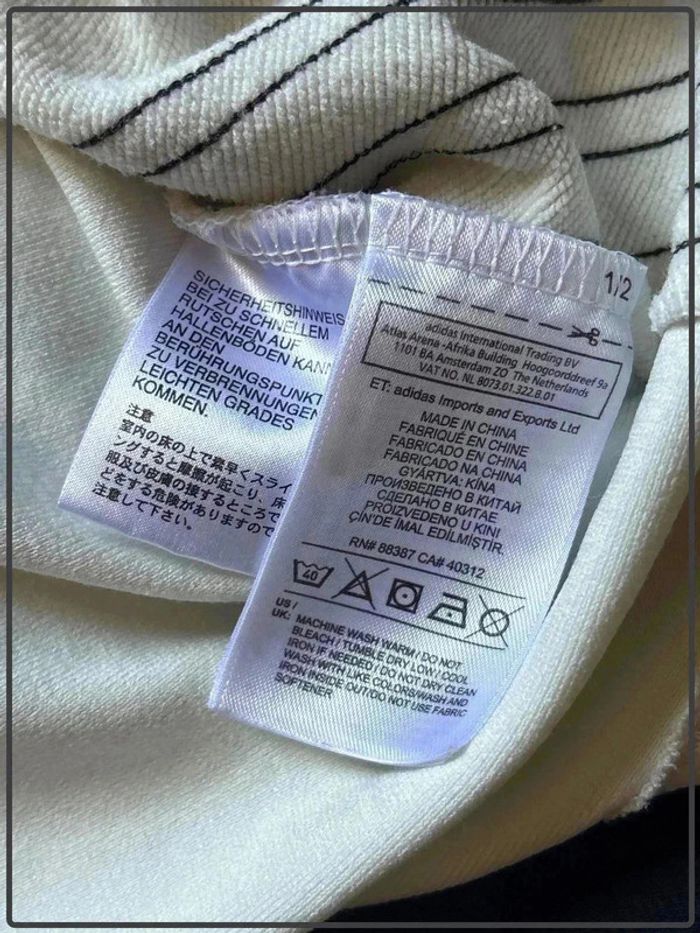 SICHERHEITSHINWEIS
BEI ZU SCHNELLEM
RUTSCHEN AUF
HALLENBÖDEN KANN
AN DEN
BERÜHRUNGSPUNKT
ZU VERBRENNUNGEN
LEICHTEN GRADES
KOMMEN.
注意
室内の床の上で素早くスライ
ングすると摩擦が起こり、床
服及び皮膚の接するところで
どをする危険がありますので
注意して下さい。
1/2
adidas International Trading BV
Atlas Arena -Afrika Building Hoogoorddreef 9a
1101 BA Amsterdam ZO The Netherlands
VAT NO. NL 8073.01.322.B.01
ET: adidas Imports and Exports Ltd
MADE IN CHINA
FABRIQUÉ EN CHINE
FABRICADO EN CHINA
FABRICADO NA CHINA
GYÁRTVA: KÍNA
ПРОИЗВЕДЕНО В КИТАЙ
СДЕЛАНО В КИТАЕ
PROIZVEDENO U KINI
ÇİN'DE İMAL EDİLMİŞTİR.
RN# 88387 CA# 40312
40
US /
UK: MACHINE WASH WARM / DO NOT
BLEACH / TUMBLE DRY LOW / COOL
IRON IF NEEDED / DO NOT DRY CLEAN
WASH WITH LIKE COLORS/WASH AND
IRON INSIDE OUT/DO NOT USE FABRIC
SOFTENER